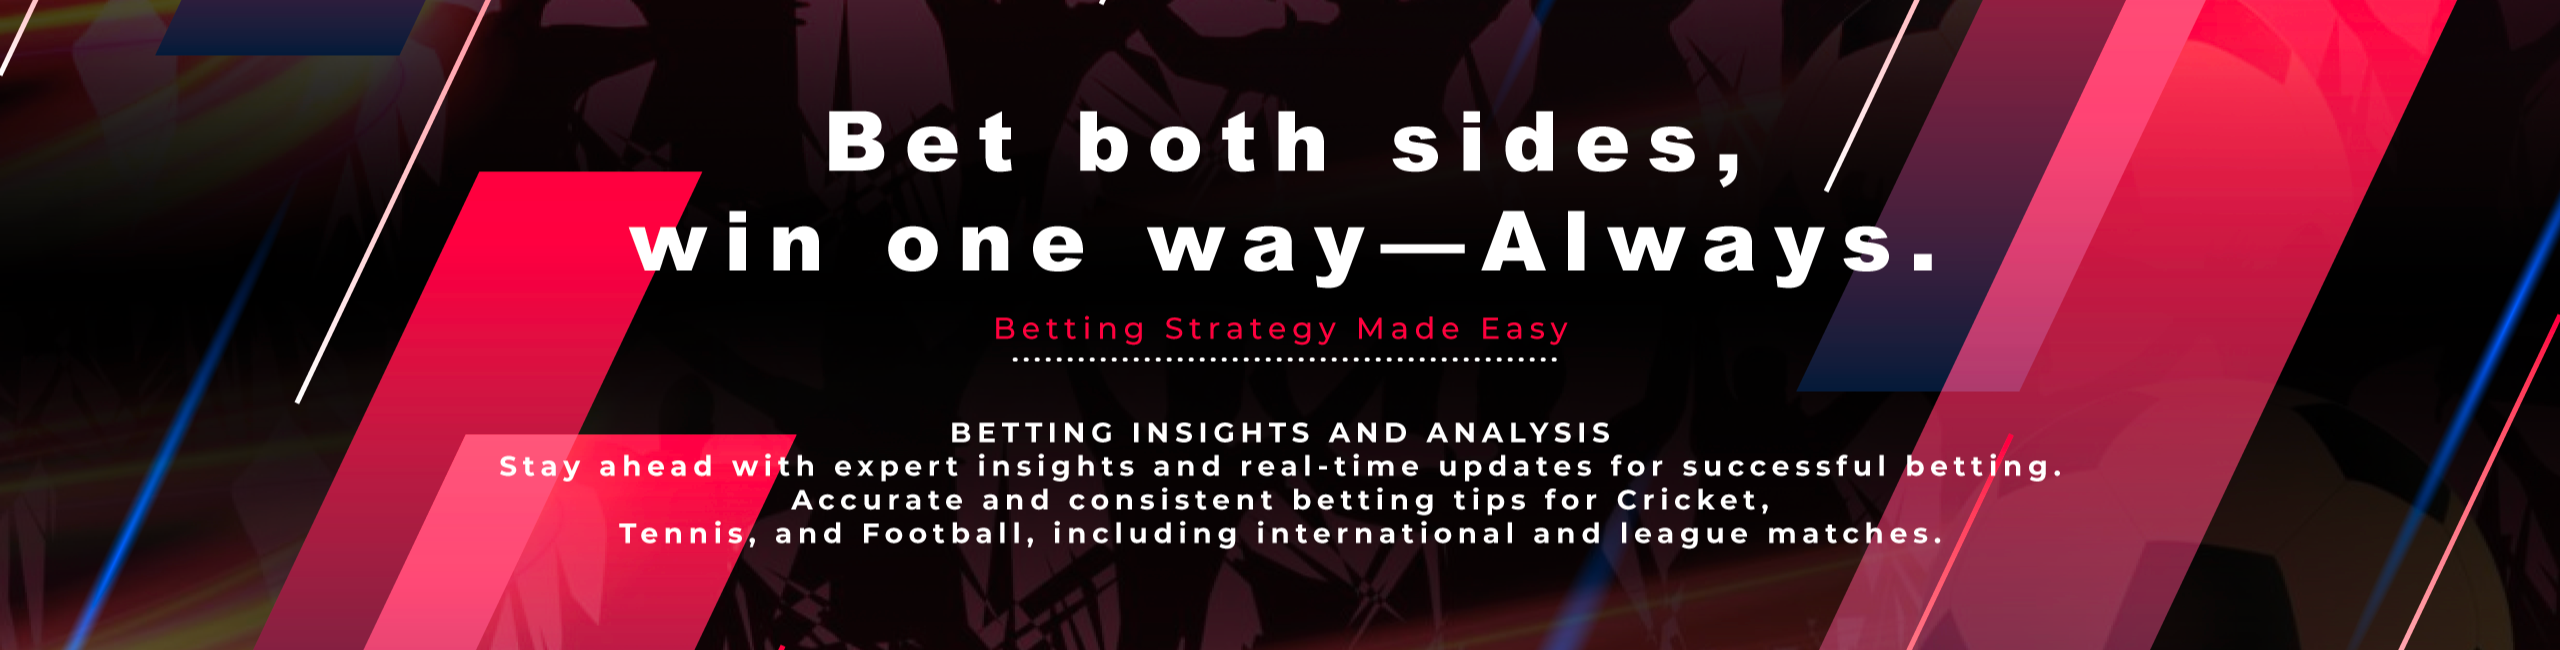 Bet both sides,
win one way—Always.
Betting Strategy Made Easy
BETTING INSIGHTS AND ANALYSIS
Stay ahead with expert insights and real-time updates for successful betting.
Accurate and consistent betting tips for Cricket,
Tennis, and Football, including international and league matches.